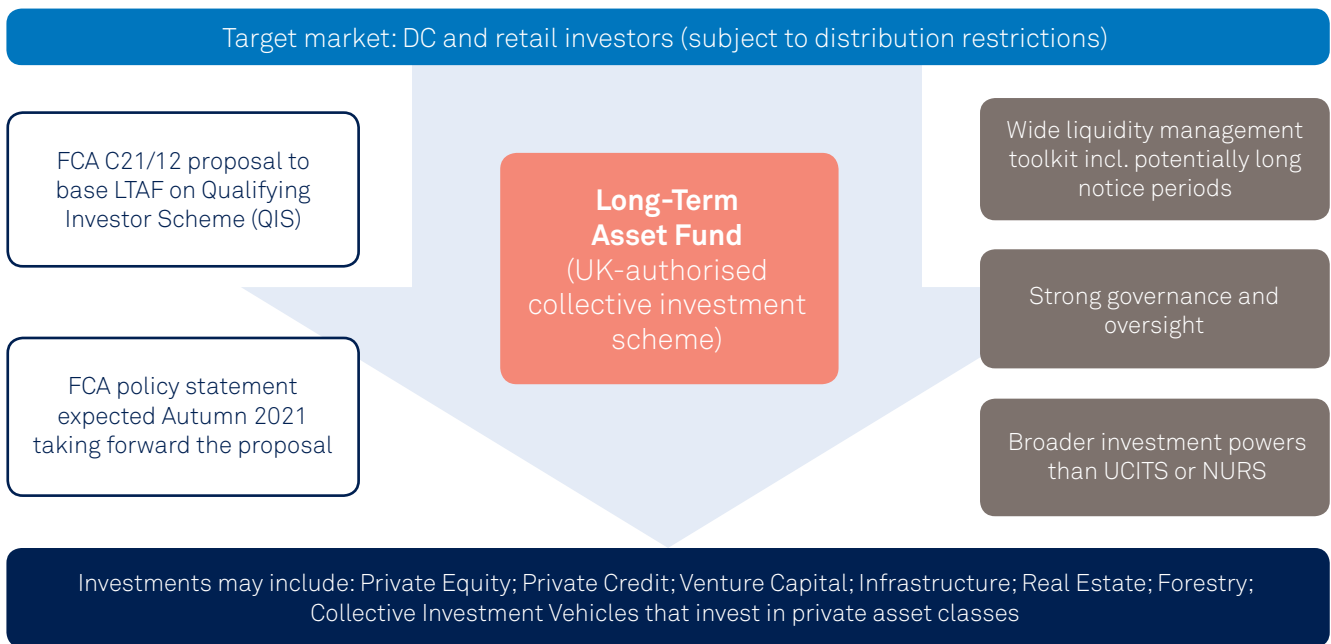 Target market: DC and retail investors (subject to distribution restrictions)
FCA C21/12 proposal to
base LTAF on Qualifying
Investor Scheme (QIS)
FCA policy statement
expected Autumn 2021
taking forward the proposal
Long-Term
Asset Fund
(UK-authorised
collective investment
scheme)
Wide liquidity management
toolkit incl. potentially long
notice periods
Strong governance and
oversight
Broader investment powers
than UCITS or NURS
Investments may include: Private Equity; Private Credit; Venture Capital; Infrastructure; Real Estate; Forestry;
Collective Investment Vehicles that invest in private asset classes